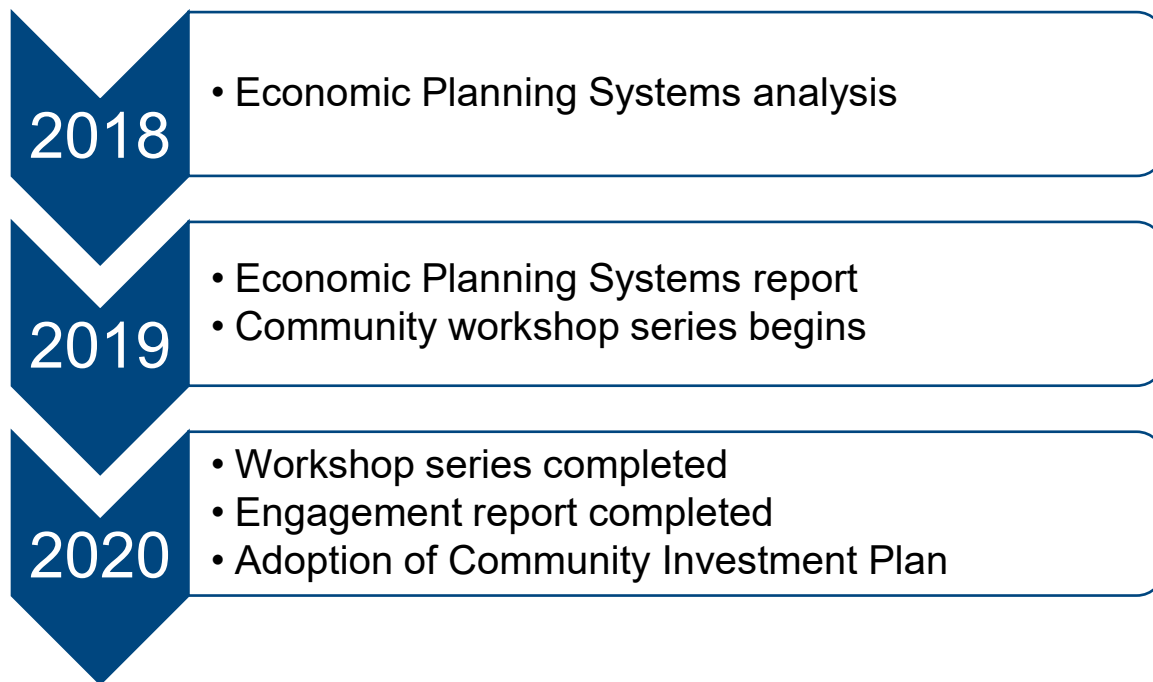 2018
• Economic Planning Systems analysis
2019
• Economic Planning Systems report
• Community workshop series begins
2020
• Workshop series completed
• Engagement report completed
• Adoption of Community Investment Plan